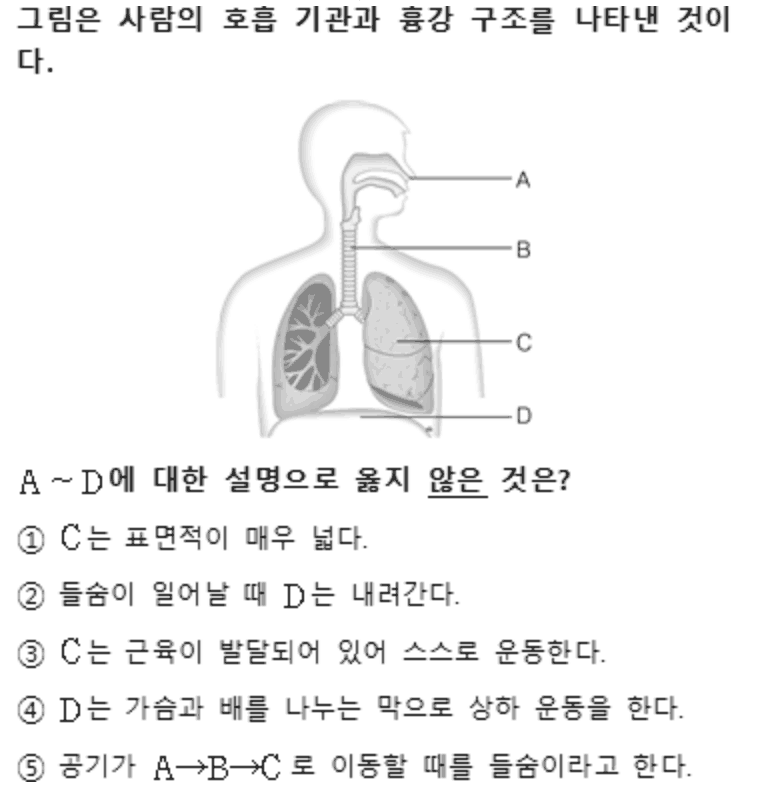 그림은 사람의 호흡 기관과 흉강 구조를 나타낸 것이
다.
A
B
C
D
A ~ D에 대한 설명으로 옳지 않은 것은?
① C는 표면적이 매우 넓다.
② 들숨이 일어날 때 D는 내려간다.
③ C는 근육이 발달되어 있어 스스로 운동한다.
④ D는 가슴과 배를 나누는 막으로 상하 운동을 한다.
⑤ 공기가 A→B→C 로 이동할 때를 들숨이라고 한다.